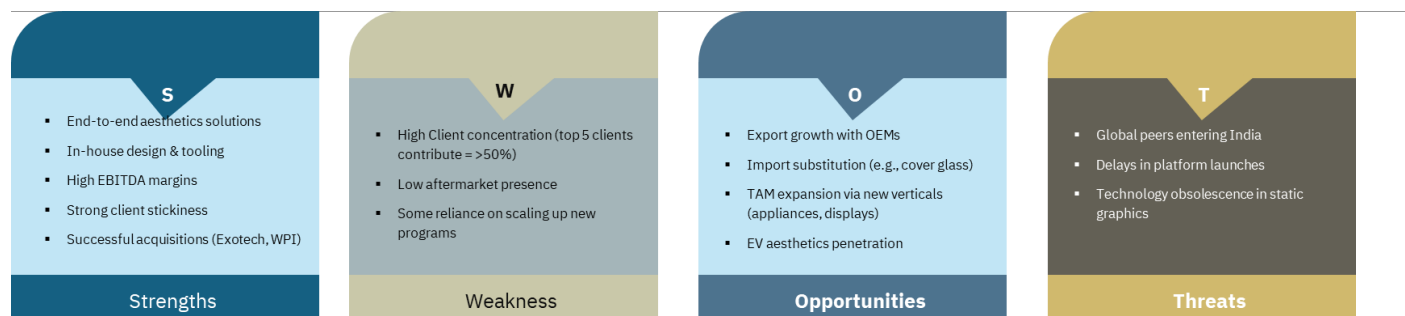 S
End-to-end aesthetics solutions
In-house design & tooling
High EBITDA margins
Strong client stickiness
Successful acquisitions (Exotech, WPI)
Strengths
W
High Client concentration (top 5 clients
contribute = >50%)
Low aftermarket presence
Some reliance on scaling up new
programs
Weakness
O
Export growth with OEMs
Import substitution (e.g., cover glass)
TAM expansion via new verticals
(appliances, displays)
EV aesthetics penetration
Opportunities
T
Global peers entering India
Delays in platform launches
Technology obsolescence in static
graphics
Threats